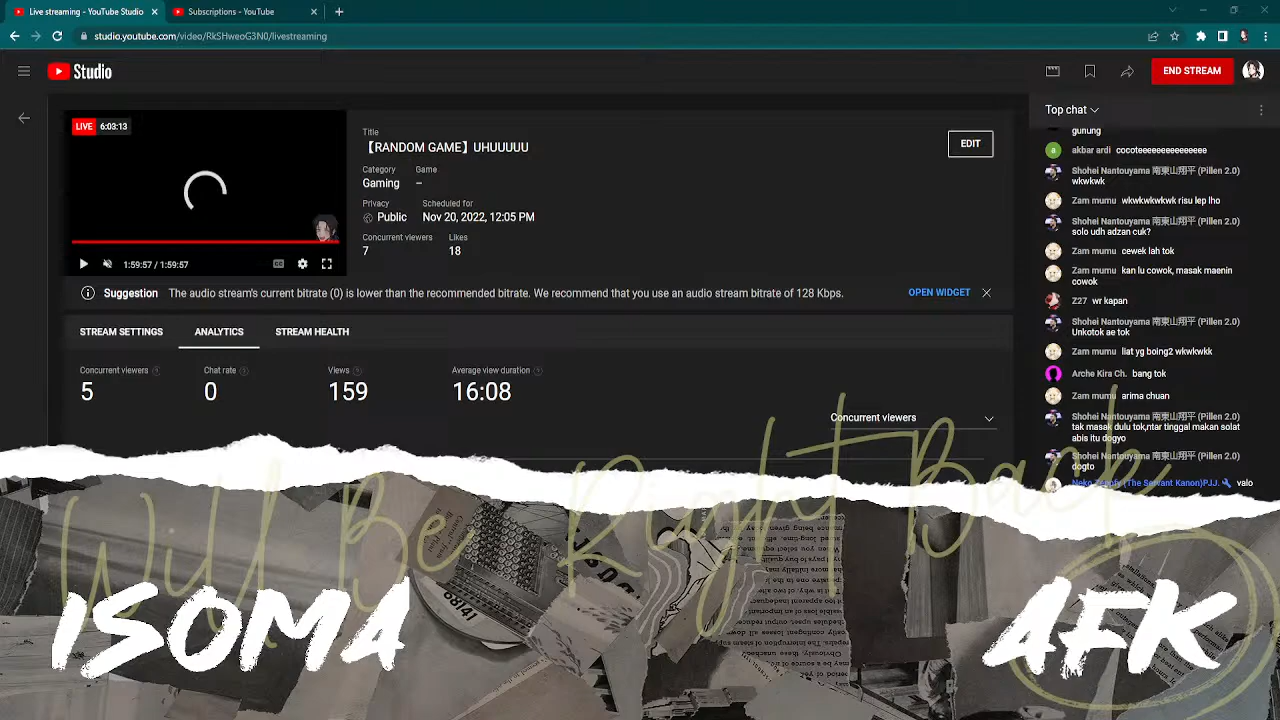 Live streaming - YouTube Studio
Subscriptions - YouTube
studio.youtube.com/video/RkSHweoG3N0/livestreaming
Studio
END STREAM
LIVE 6:03:13
1:59:57 / 1:59:57
Title
【RANDOM GAME】UHUUUUU
EDIT
Category Game
Gaming –
Privacy Scheduled for
Public Nov 20, 2022, 12:05 PM
Concurrent viewers Likes
7 18
Suggestion The audio stream's current bitrate (0) is lower than the recommended bitrate. We recommend that you use an audio stream bitrate of 128 Kbps.
OPEN WIDGET
STREAM SETTINGS ANALYTICS STREAM HEALTH
Concurrent viewers Chat rate Views Average view duration
5 0 159 16:08
Concurrent viewers
Top chat
gunung
akbar ardi cocoteeeeeeeeeeeeeee
Shohei Nantouyama 南東山翔平 (Pillen 2.0)
wkwkwk
Zam mumu wkwkwkwkwk risu lep lho
Shohei Nantouyama 南東山翔平 (Pillen 2.0)
solo udh adzan cuk?
Zam mumu cewek lah tok
Zam mumu kan lu cowok, masak maenin
cowok
Z27 wr kapan
Shohei Nantouyama 南東山翔平 (Pillen 2.0)
Unkotok ae tok
Zam mumu liat yg boing2 wkwkwkk
Arche Kira Ch. bang tok
Zam mumu arima chuan
Shohei Nantouyama 南東山翔平 (Pillen 2.0)
tak masak dulu tok,ntar tinggal makan solat
abis itu dogyo
Shohei Nantouyama 南東山翔平 (Pillen 2.0)
dogto
(The Servant Kanon)PJJ. valo
Will Be Right Back
ISOMA
AFK
68/41